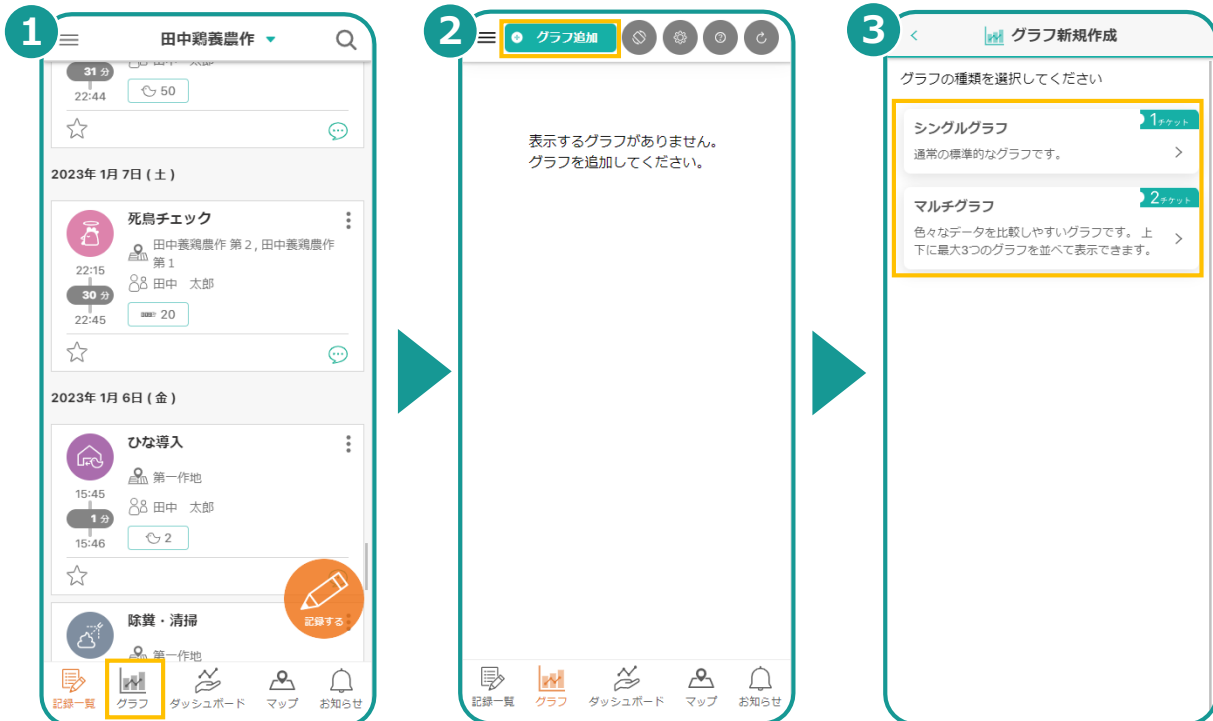 1
田中鶏養農作
31 分
22:44
50
2023年 1月 7日 ( 土 )
死鳥チェック
田中養鶏農作 第２, 田中養鶏農作
第１
22:15
田中　太郎
30 分
22:45
20
2023年 1月 6日 ( 金 )
ひな導入
第一作地
15:45
田中　太郎
1 分
15:46
2
除糞・清掃
記録する
第一作地
記録一覧
グラフ
ダッシュボード
マップ
お知らせ
2
グラフ追加
表示するグラフがありません。
グラフを追加してください。
記録一覧
グラフ
ダッシュボード
マップ
お知らせ
3
グラフ新規作成
グラフの種類を選択してください
シングルグラフ
1チケット
通常の標準的なグラフです。
マルチグラフ
2チケット
色々なデータを比較しやすいグラフです。 上
下に最大3つのグラフを並べて表示できます。